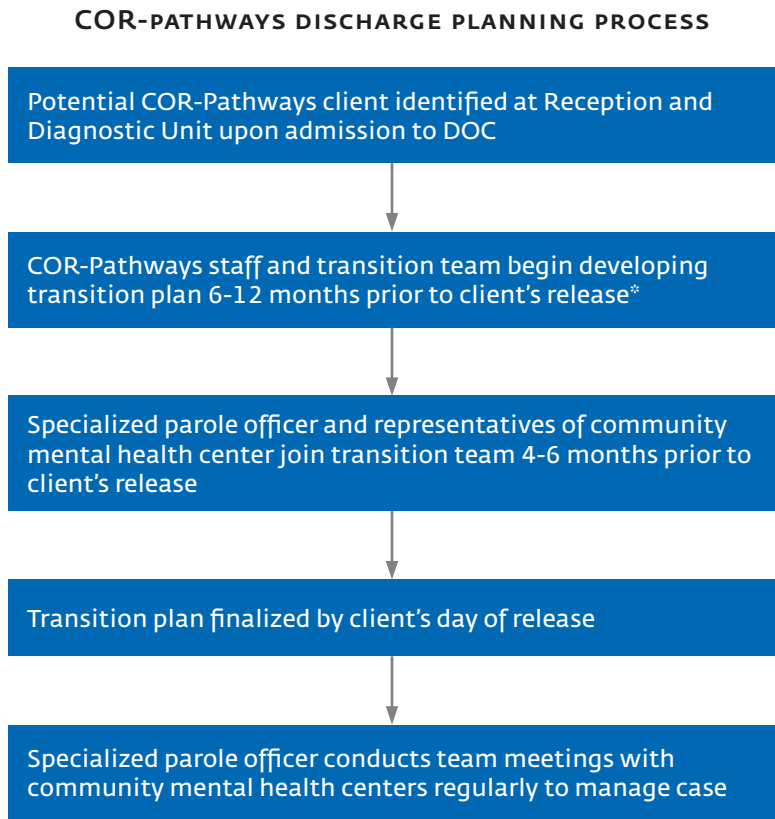 COR-PATHWAYS DISCHARGE PLANNING PROCESS
Potential COR-Pathways client identified at Reception and
Diagnostic Unit upon admission to DOC
COR-Pathways staff and transition team begin developing
transition plan 6-12 months prior to client's release*
Specialized parole officer and representatives of community
mental health center join transition team 4-6 months prior to
client's release
Transition plan finalized by client's day of release
Specialized parole officer conducts team meetings with
community mental health centers regularly to manage case